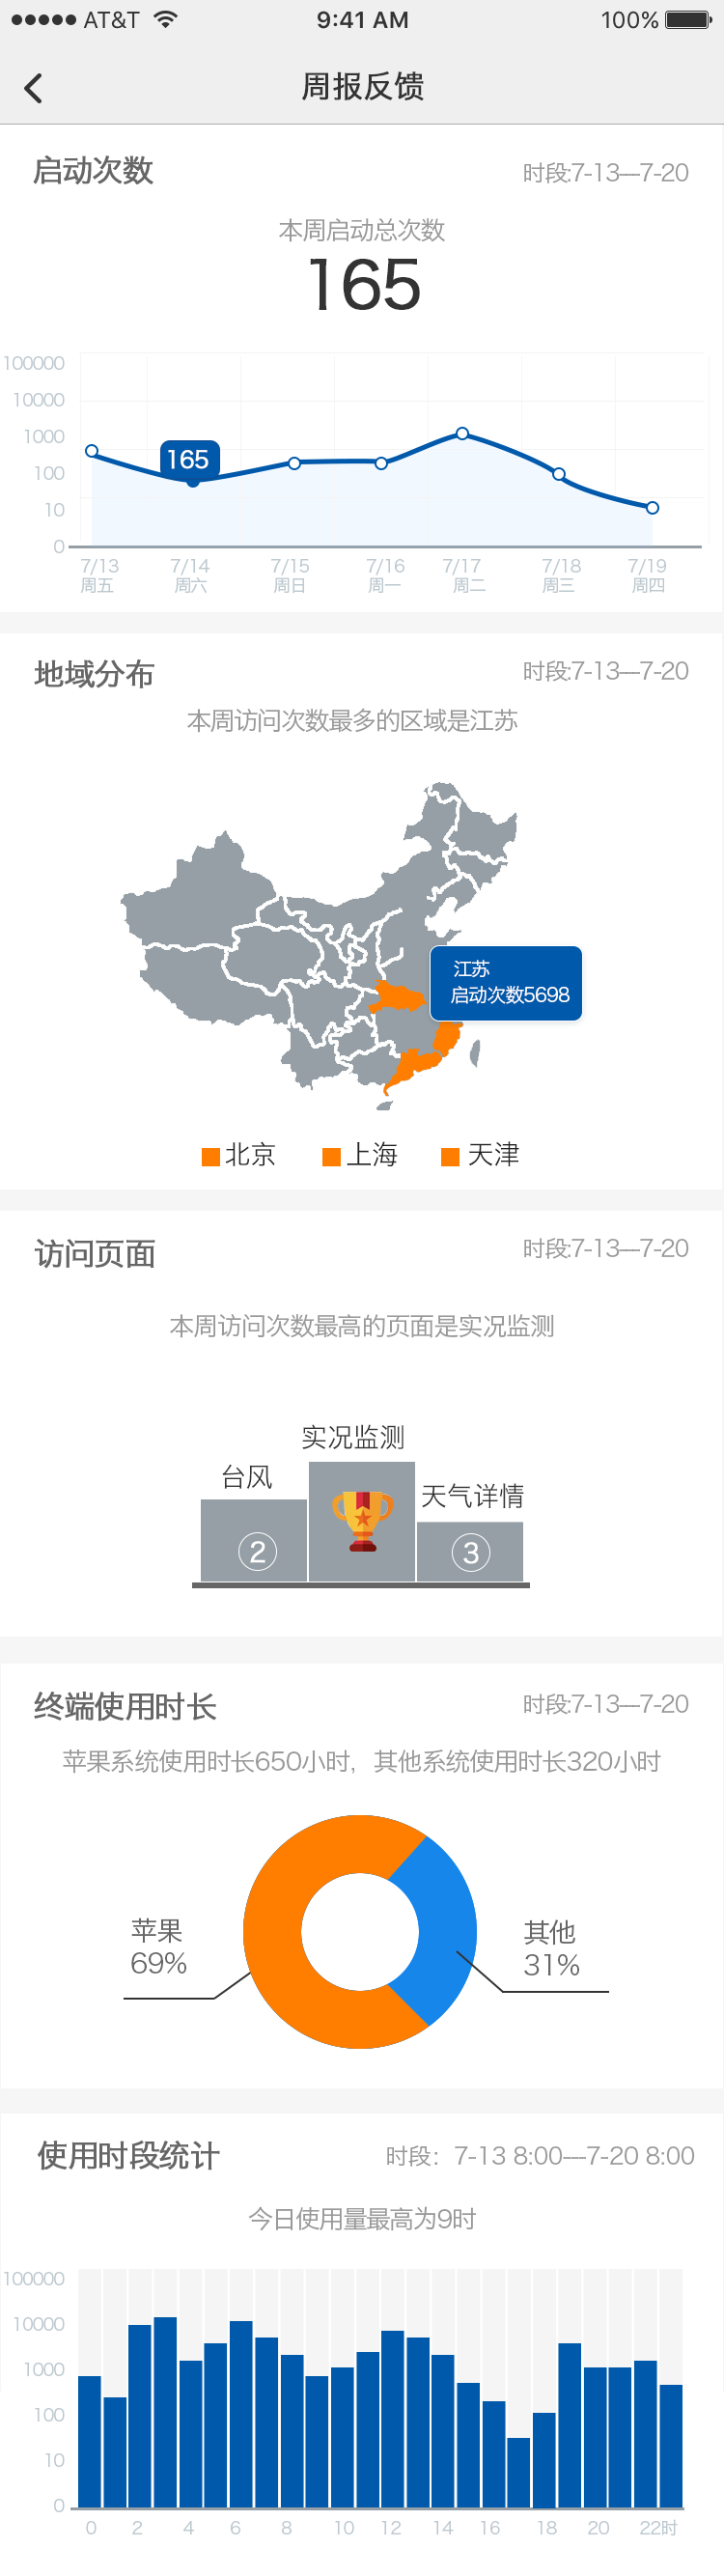 AT&T 9:41 AM 100%
周报反馈
启动次数 时段:7-13—7-20
本周启动总次数
165
100000
10000
1000
100
10
0
165
7/13 7/14 7/15 7/16 7/17 7/18 7/19
周五 周六 周日 周一 周二 周三 周四
地域分布 时段:7-13—7-20
本周访问次数最多的区域是江苏
江苏
启动次数5698
北京 上海 天津
访问页面 时段:7-13—7-20
本周访问次数最高的页面是实况监测
实况监测
台风
天气详情
② ③
终端使用时长 时段:7-13—7-20
苹果系统使用时长650小时，其他系统使用时长320小时
苹果 其他
69% 31%
使用时段统计 时段：7-13 8:00—7-20 8:00
今日使用量最高为9时
100000
10000
1000
100
10
0
0 2 4 6 8 10 12 14 16 18 20 22时